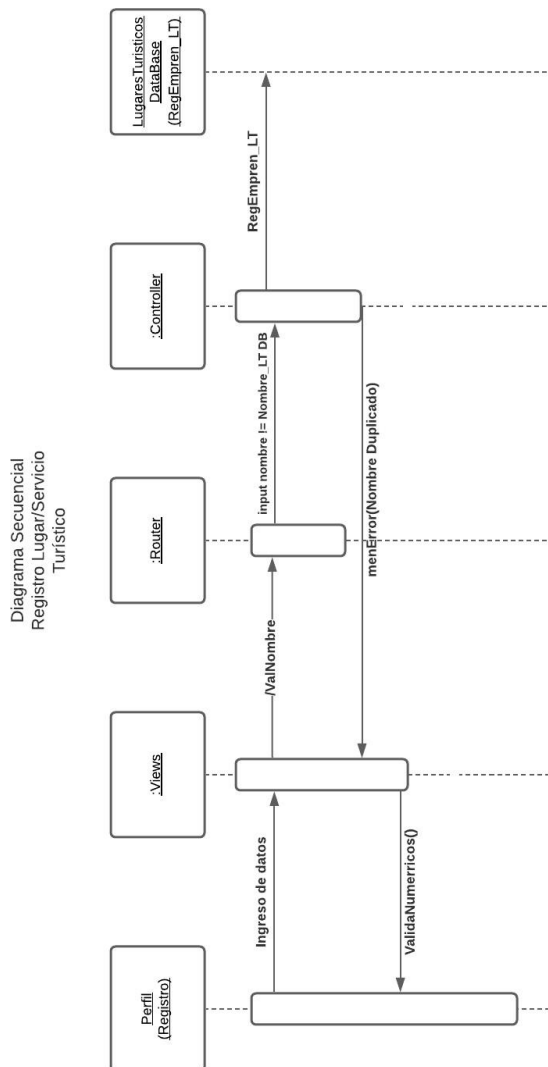 Diagrama Secuencial
Registro Lugar/Servicio
Turístico
Perfil
(Registro)
:Views
:Router
:Controller
LugaresTuristicos
DataBase
(RegEmpren_LT)
Ingreso de datos
/ValNombre
input nombre != Nombre_LT DB
RegEmpren_LT
menError(Nombre Duplicado)
ValidaNumerricos()